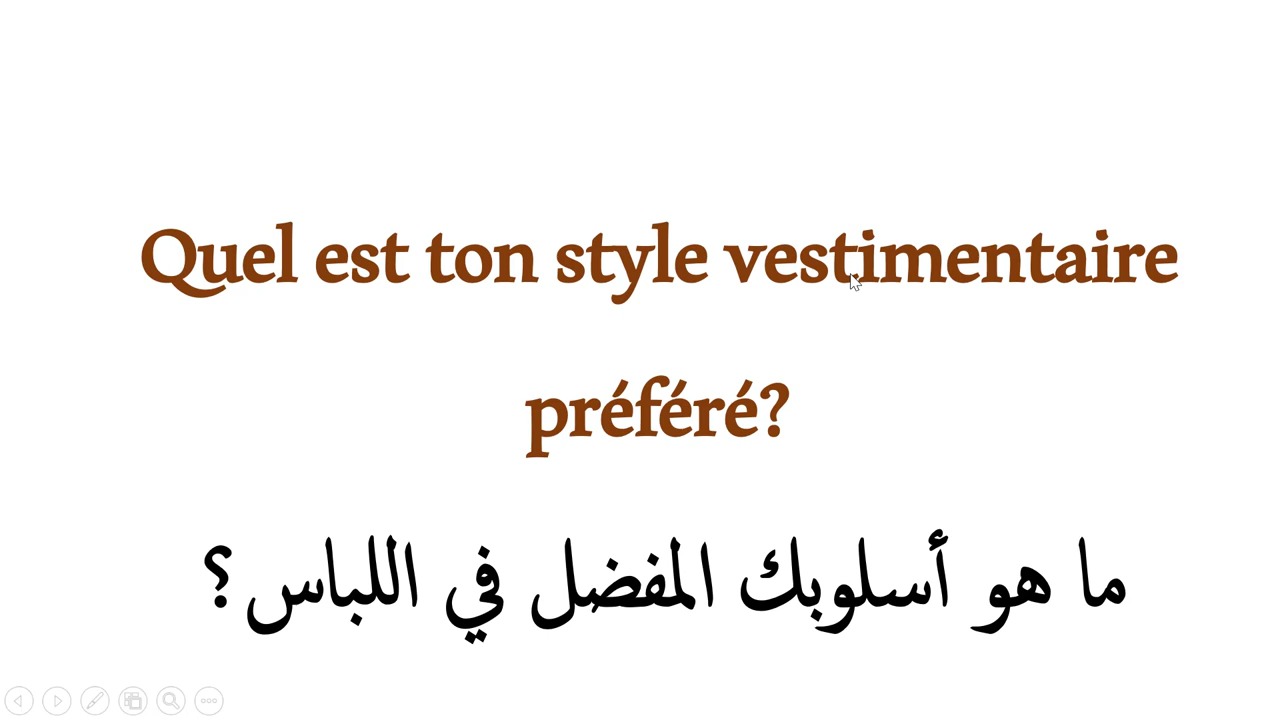 Quel est ton style vestimentaire
préféré?
ما هو أسلوبك المفضل في اللباس؟